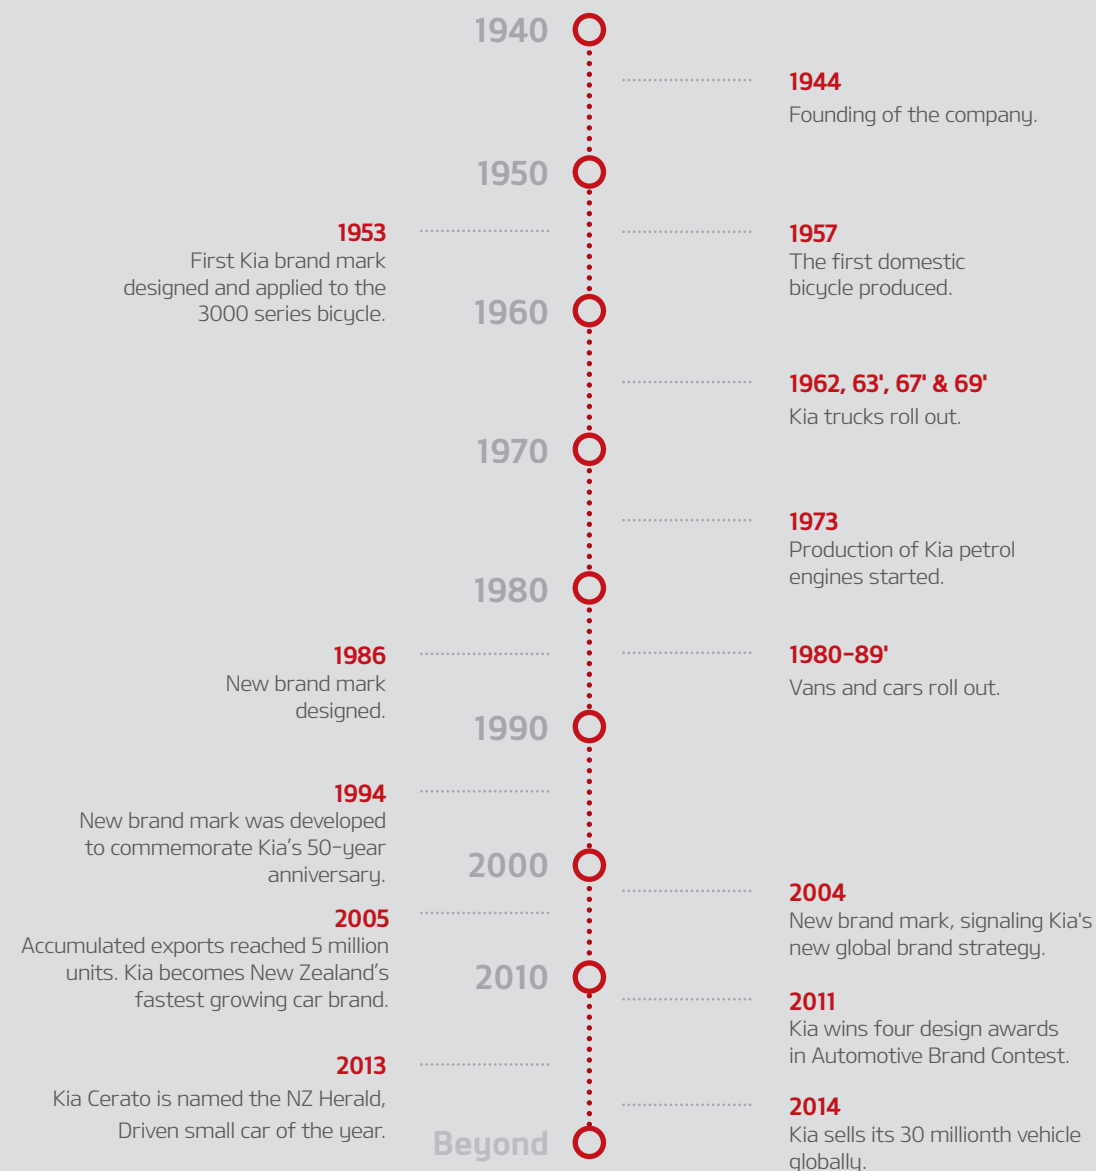 1940
1944
Founding of the company.
1950
1953
First Kia brand mark
designed and applied to the
3000 series bicycle.
1957
The first domestic
bicycle produced.
1960
1962, 63', 67' & 69'
Kia trucks roll out.
1970
1973
Production of Kia petrol
engines started.
1980
1986
New brand mark
designed.
1980-89'
Vans and cars roll out.
1990
1994
New brand mark was developed
to commemorate Kia's 50-year
anniversary.
2000
2004
New brand mark, signaling Kia's
new global brand strategy.
2005
Accumulated exports reached 5 million
units. Kia becomes New Zealand's
fastest growing car brand.
2010
2011
Kia wins four design awards
in Automotive Brand Contest.
2013
Kia Cerato is named the NZ Herald,
Driven small car of the year.
2014
Kia sells its 30 millionth vehicle
globally.
Beyond